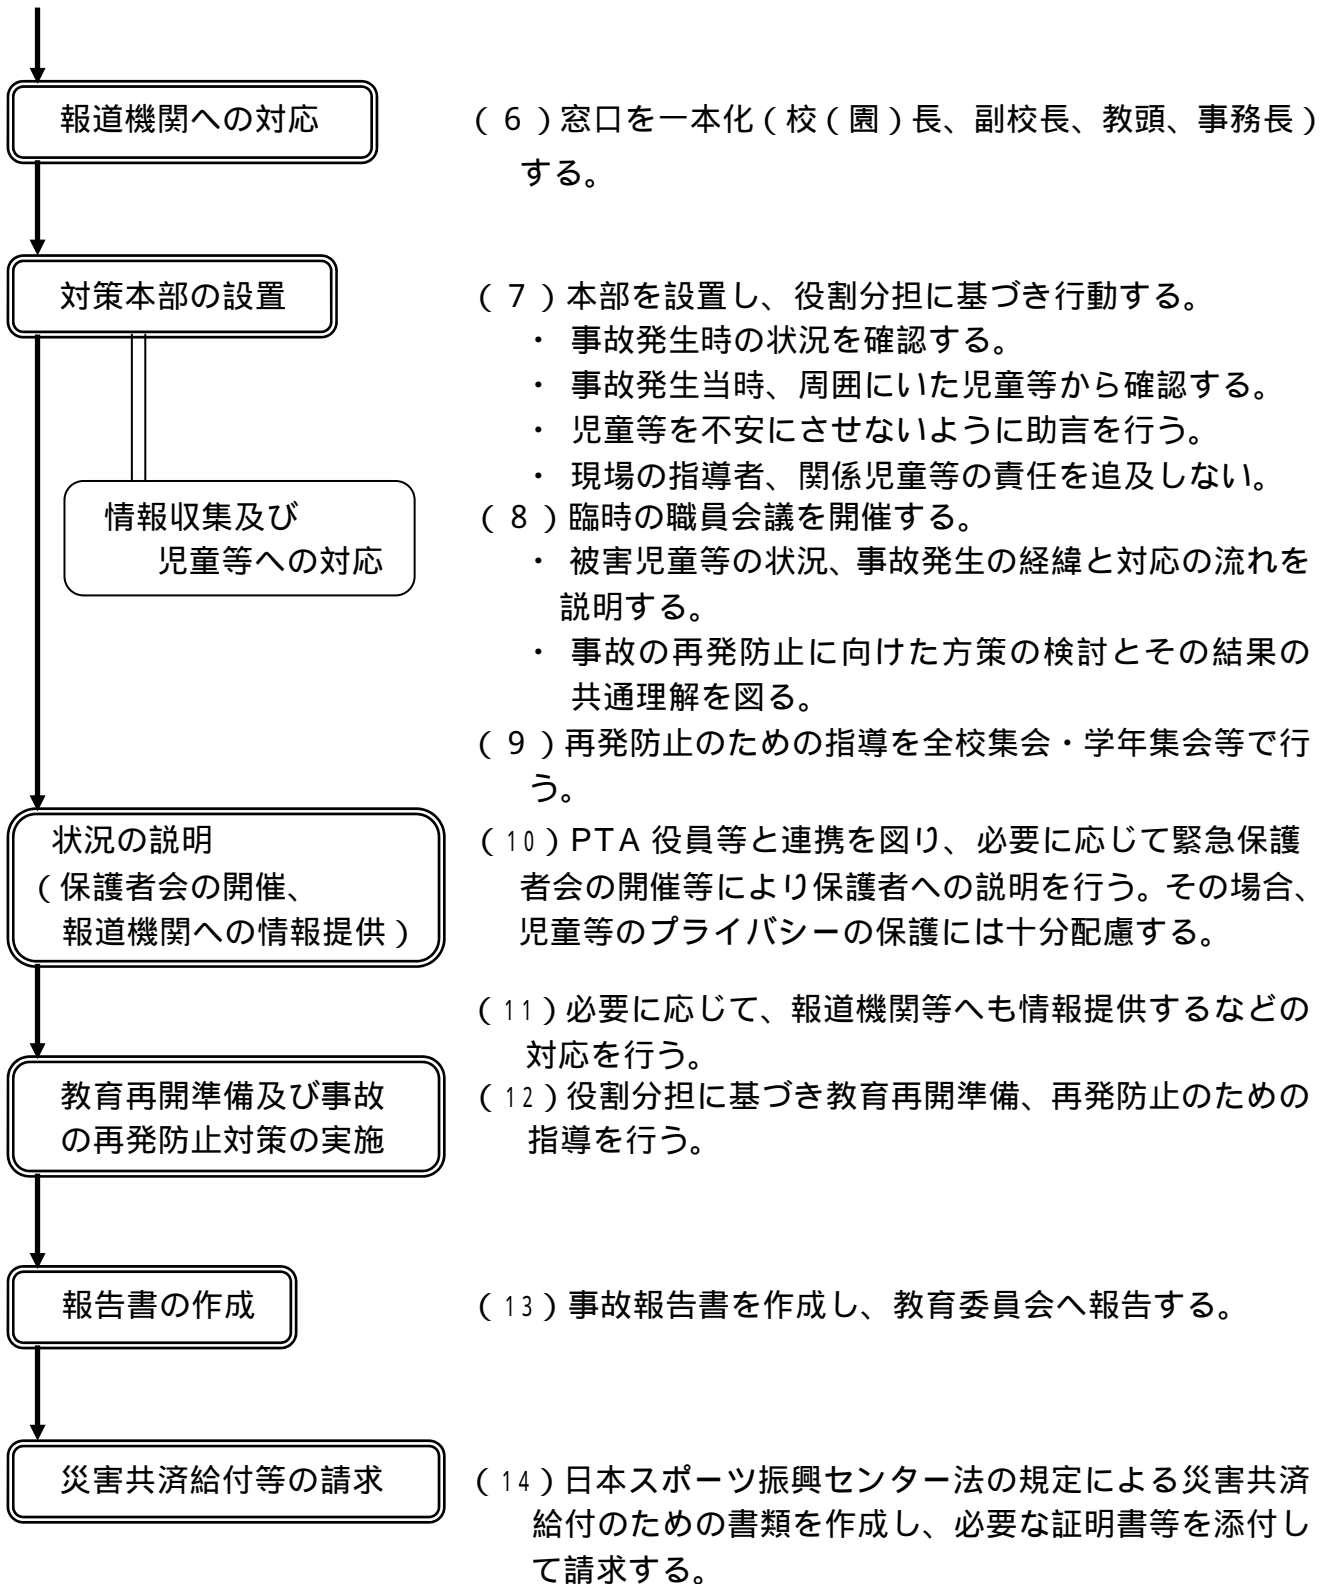 報道機関への対応
（６）窓口を一本化（校（園）長、副校長、教頭、事務長）
する。
対策本部の設置
（７）本部を設置し、役割分担に基づき行動する。
・ 事故発生時の状況を確認する。
・ 事故発生当時、周囲にいた児童等から確認する。
・ 児童等を不安にさせないように助言を行う。
・ 現場の指導者、関係児童等の責任を追及しない。
情報収集及び
児童等への対応
（８）臨時の職員会議を開催する。
・ 被害児童等の状況、事故発生の経緯と対応の流れを
説明する。
・ 事故の再発防止に向けた方策の検討とその結果の
共通理解を図る。
（９）再発防止のための指導を全校集会・学年集会等で行
う。
状況の説明
（保護者会の開催、
報道機関への情報提供）
（10）PTA 役員等と連携を図り、必要に応じて緊急保護
者会の開催等により保護者への説明を行う。その場合、
児童等のプライバシーの保護には十分配慮する。
（11）必要に応じて、報道機関等へも情報提供するなどの
対応を行う。
教育再開準備及び事故
の再発防止対策の実施
（12）役割分担に基づき教育再開準備、再発防止のための
指導を行う。
報告書の作成
（13）事故報告書を作成し、教育委員会へ報告する。
災害共済給付等の請求
（14）日本スポーツ振興センター法の規定による災害共済
給付のための書類を作成し、必要な証明書等を添付し
て請求する。